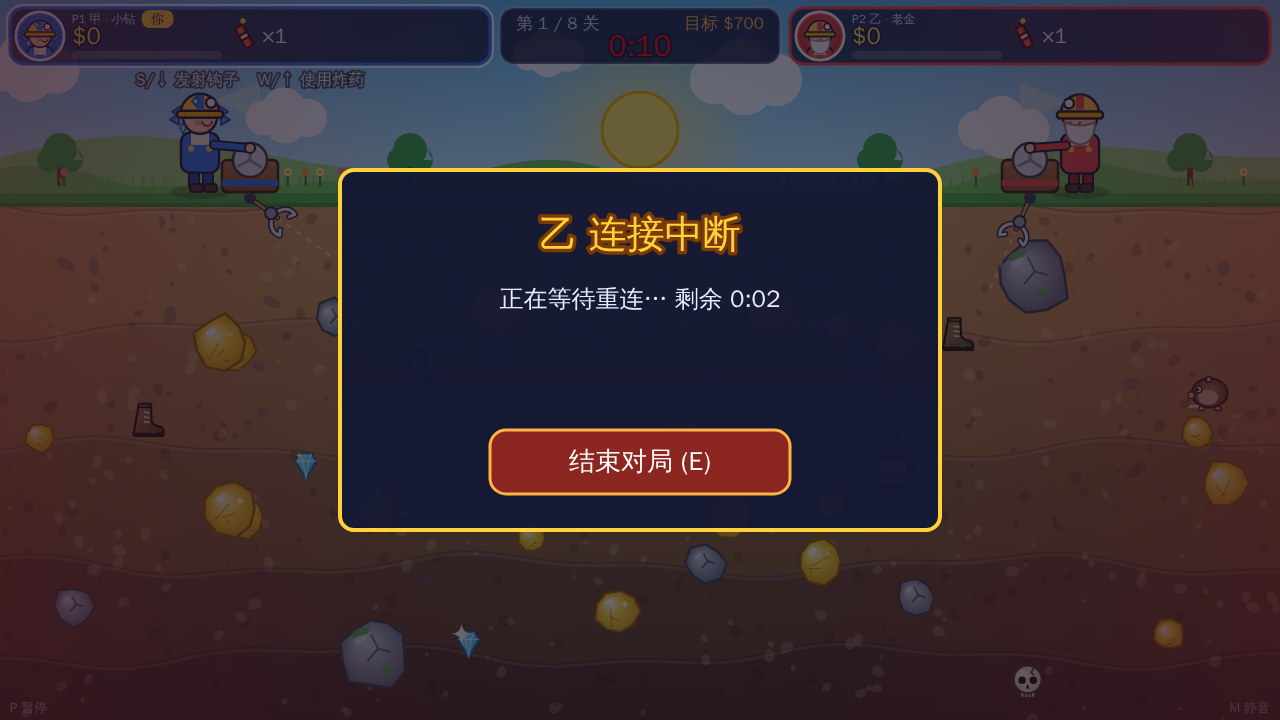 P1 甲 · 小钻 你
$0
×1
第 1 / 8 关
目标 $700
0:10
P2 乙 · 老金
$0
×1
S/↓ 发射钩子 W/↑ 使用炸药
乙 连接中断
正在等待重连… 剩余 0:02
结束对局 (E)
P 暂停
M 静音